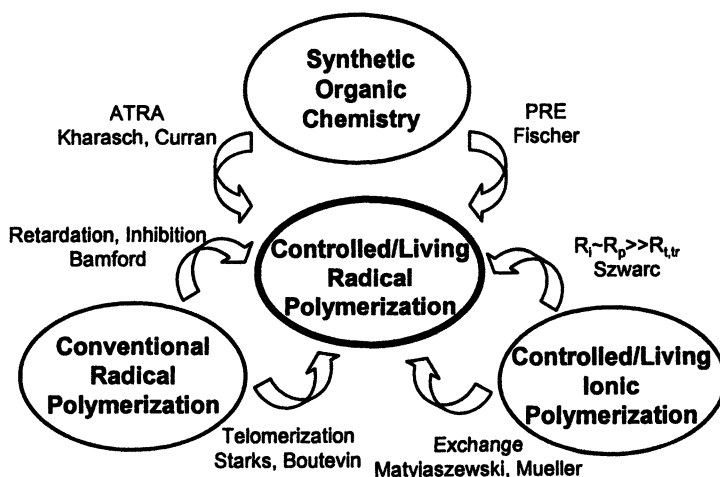 Synthetic
Organic
Chemistry
ATRA
Kharasch, Curran
PRE
Fischer
Retardation, Inhibition
Bamford
Controlled/Living
Radical
Polymerization
Rᵢ~Rₚ>>Rₜ,ₜᵣ
Szwarc
Conventional
Radical
Polymerization
Controlled/Living
Ionic
Polymerization
Telomerization
Starks, Boutevin
Exchange
Matyjaszewski, Mueller